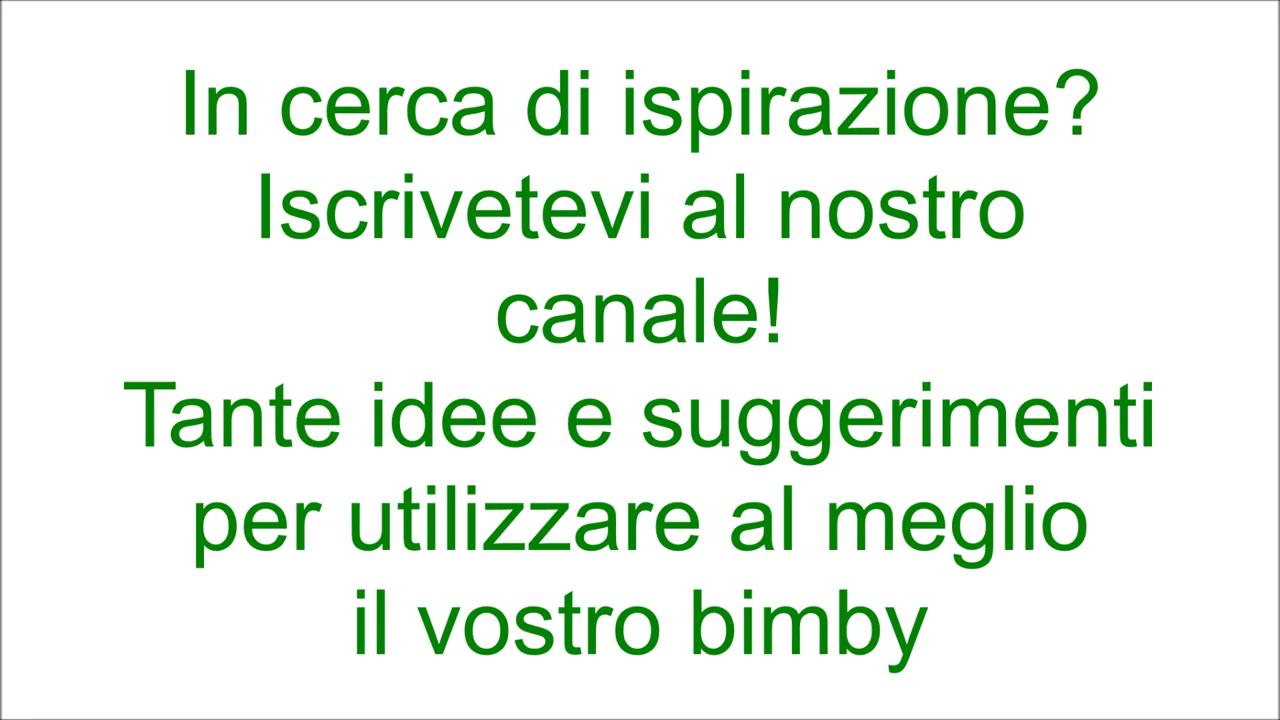 In cerca di ispirazione?
Iscrivetevi al nostro
canale!
Tante idee e suggerimenti
per utilizzare al meglio
il vostro bimby